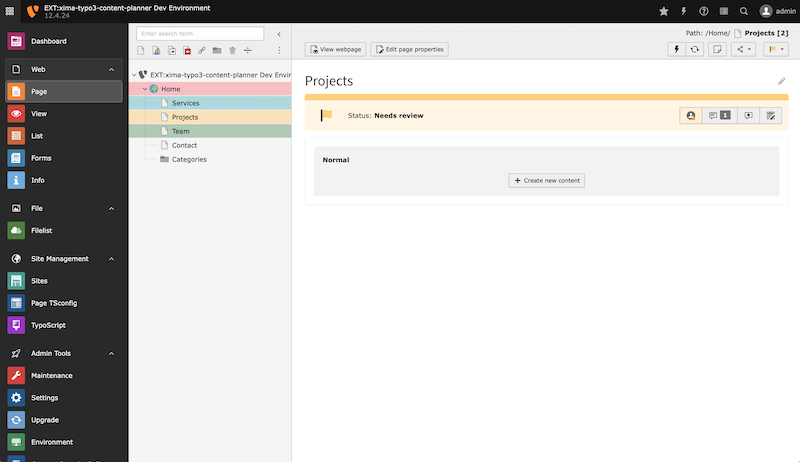 EXT:xima-typo3-content-planner Dev Environment
12.4.24
admin
Dashboard
Web
Page
View
List
Forms
Info
File
Filelist
Site Management
Sites
Page TSconfig
TypoScript
Admin Tools
Maintenance
Settings
Upgrade
Environment
Enter search term
EXT:xima-typo3-content-planner Dev Envir
Home
Services
Projects
Team
Contact
Categories
Path: /Home/ Projects [2]
View webpage
Edit page properties
Projects
Status: Needs review
1
Normal
Create new content